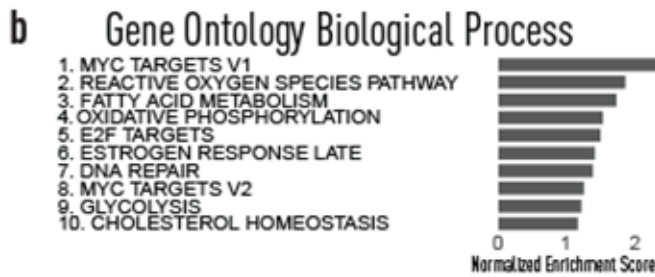 b Gene Ontology Biological Process
1. MYC TARGETS V1
2. REACTIVE OXYGEN SPECIES PATHWAY
3. FATTY ACID METABOLISM
4. OXIDATIVE PHOSPHORYLATION
5. E2F TARGETS
6. ESTROGEN RESPONSE LATE
7. DNA REPAIR
8. MYC TARGETS V2
9. GLYCOLYSIS
10. CHOLESTEROL HOMEOSTASIS
0 1 2
Normalized Enrichment Score